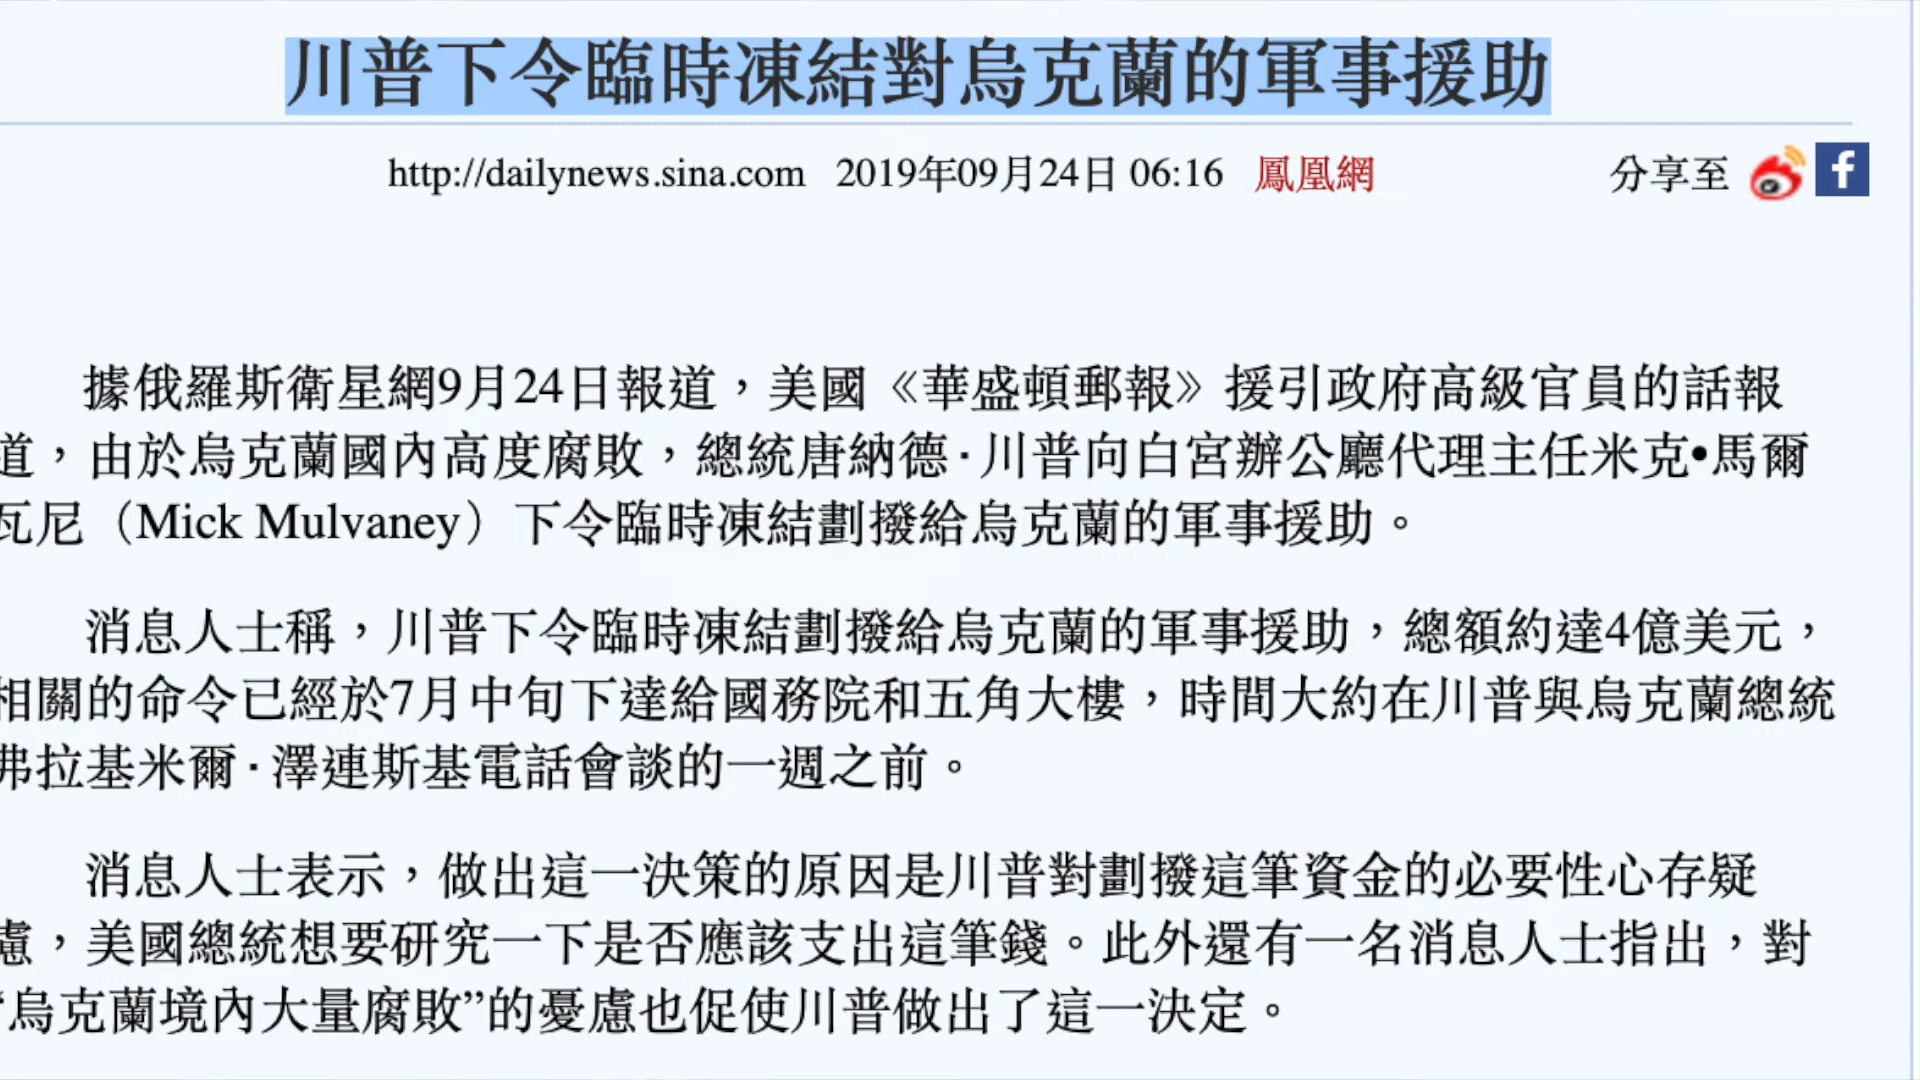 川普下令臨時凍結對烏克蘭的軍事援助
http://dailynews.sina.com 2019年09月24日 06:16 鳳凰網 分享至
據俄羅斯衛星網9月24日報道，美國《華盛頓郵報》援引政府高級官員的話報
道，由於烏克蘭國內高度腐敗，總統唐納德·川普向白宮辦公廳代理主任米克•馬爾
瓦尼（Mick Mulvaney）下令臨時凍結劃撥給烏克蘭的軍事援助。
消息人士稱，川普下令臨時凍結劃撥給烏克蘭的軍事援助，總額約達4億美元，
相關的命令已經於7月中旬下達給國務院和五角大樓，時間大約在川普與烏克蘭總統
弗拉基米爾·澤連斯基電話會談的一週之前。
消息人士表示，做出這一決策的原因是川普對劃撥這筆資金的必要性心存疑
慮，美國總統想要研究一下是否應該支出這筆錢。此外還有一名消息人士指出，對
“烏克蘭境內大量腐敗”的憂慮也促使川普做出了這一決定。